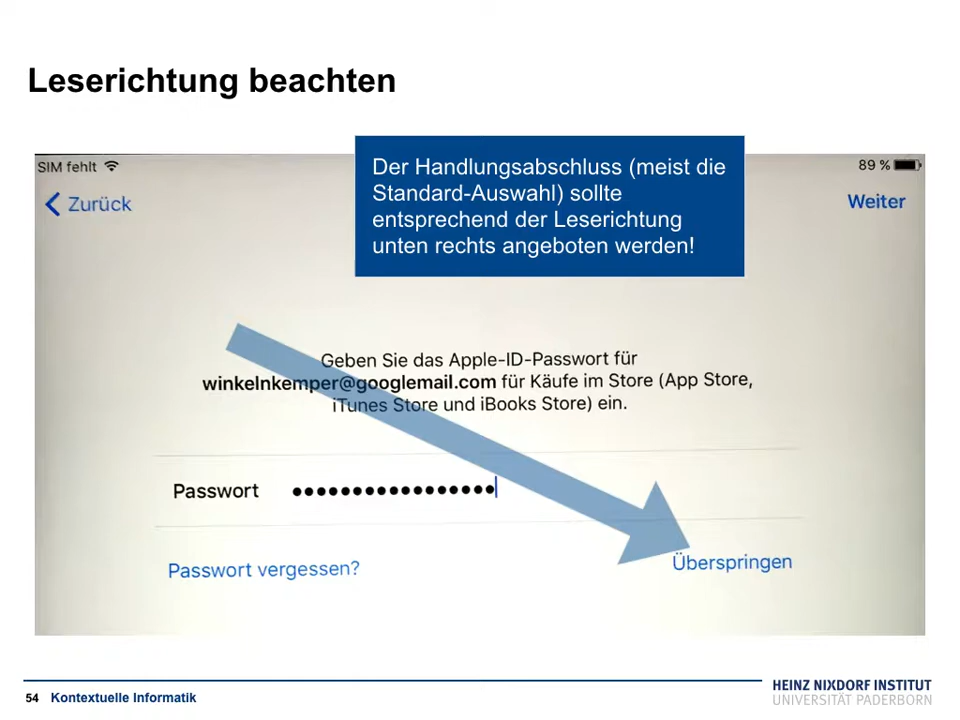 Leserichtung beachten
Der Handlungsabschluss (meist die
Standard-Auswahl) sollte
entsprechend der Leserichtung
unten rechts angeboten werden!
SIM fehlt
89 %
Zurück
Weiter
Geben Sie das Apple-ID-Passwort für
winkelnkemper@googlemail.com für Käufe im Store (App Store,
iTunes Store und iBooks Store) ein.
Passwort •••••••••••••••••
Passwort vergessen?
Überspringen
54 Kontextuelle Informatik
HEINZ NIXDORF INSTITUT
UNIVERSITÄT PADERBORN